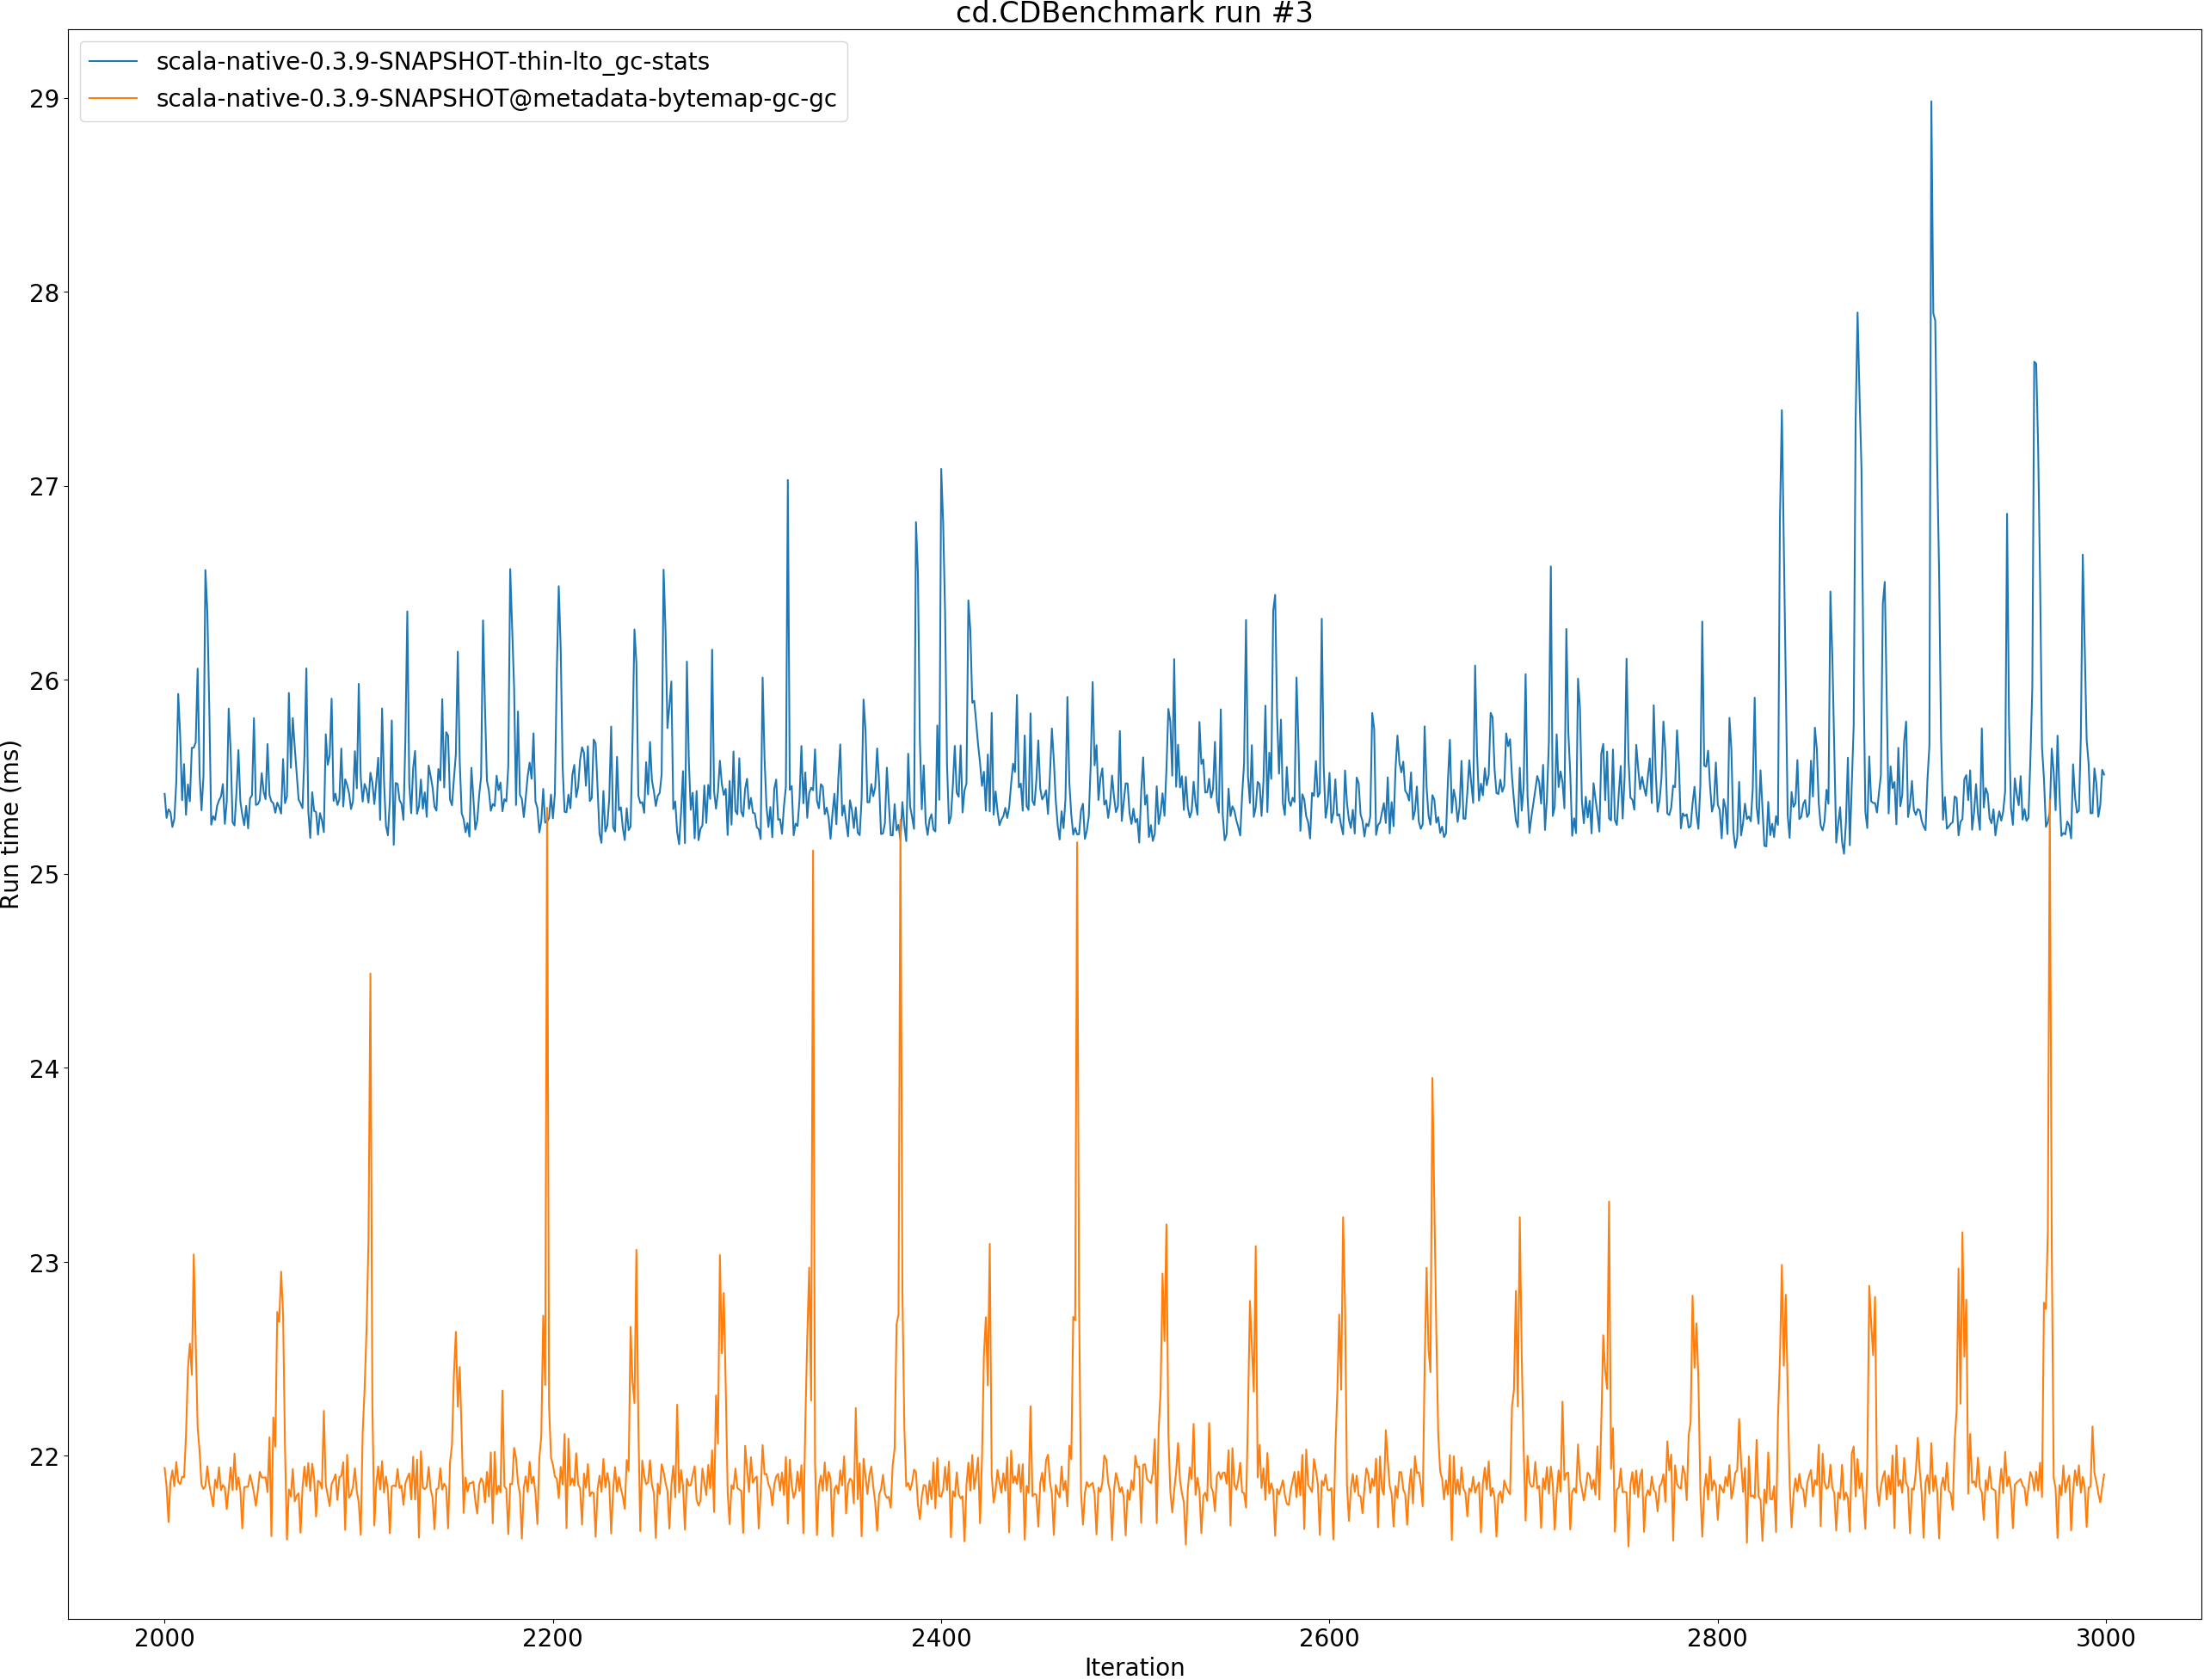 cd.CDBenchmark run #3
scala-native-0.3.9-SNAPSHOT-thin-lto_gc-stats
scala-native-0.3.9-SNAPSHOT@metadata-bytemap-gc-gc
Run time (ms)
29
28
27
26
25
24
23
22
2000 2200 2400 2600 2800 3000
Iteration